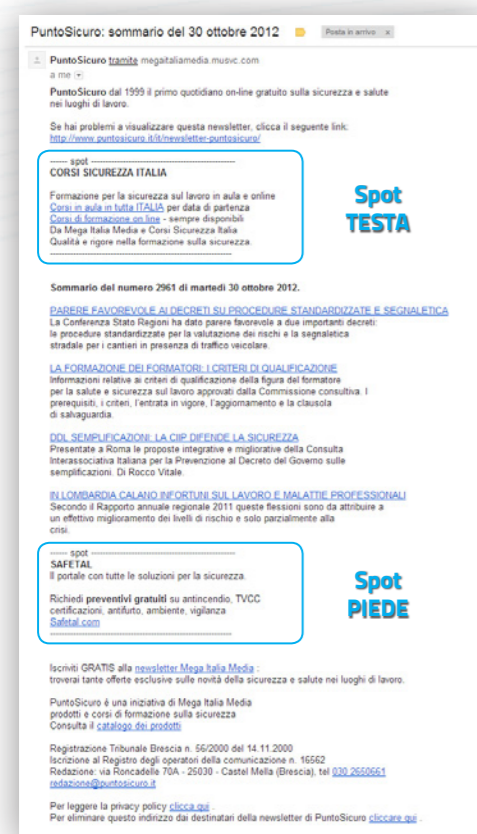 PuntoSicuro: sommario del 30 ottobre 2012 Posta in arrivo x
PuntoSicuro tramite megaitaliamedia.musvc.com
a me
PuntoSicuro dal 1999 il primo quotidiano on-line gratuito sulla sicurezza e salute
nei luoghi di lavoro.
Se hai problemi a visualizzare questa newsletter, clicca il seguente link:
http://www.puntosicuro.it/it/newsletter-puntosicuro/
------ spot ------------------------------------------
CORSI SICUREZZA ITALIA
Formazione per la sicurezza sul lavoro in aula e online
Corsi in aula in tutta ITALIA per data di partenza
Corsi di formazione on line - sempre disponibili
Da Mega Italia Media e Corsi Sicurezza Italia
Qualità e rigore nella formazione sulla sicurezza.
-----------------------------------------------------
Spot
TESTA
Sommario del numero 2961 di martedì 30 ottobre 2012.
PARERE FAVOREVOLE AI DECRETI SU PROCEDURE STANDARDIZZATE E SEGNALETICA
La Conferenza Stato Regioni ha dato parere favorevole a due importanti decreti:
le procedure standardizzate per la valutazione dei rischi e la segnaletica
stradale per i cantieri in presenza di traffico veicolare.
LA FORMAZIONE DEI FORMATORI: I CRITERI DI QUALIFICAZIONE
Informazioni relative ai criteri di qualificazione della figura del formatore
per la salute e sicurezza sul lavoro approvati dalla Commissione consultiva. I
prerequisiti, i criteri, l'entrata in vigore, l'aggiornamento e la clausola
di salvaguardia.
DDL SEMPLIFICAZIONI: LA CIIP DIFENDE LA SICUREZZA
Presentate a Roma le proposte integrative e migliorative della Consulta
Interassociativa Italiana per la Prevenzione al Decreto del Governo sulle
semplificazioni. Di Rocco Vitale.
IN LOMBARDIA CALANO INFORTUNI SUL LAVORO E MALATTIE PROFESSIONALI
Secondo il Rapporto annuale regionale 2011 queste flessioni sono da attribuire a
un effettivo miglioramento dei livelli di rischio e solo parzialmente alla
crisi.
------ spot ------------------------------------------
SAFETAL
Il portale con tutte le soluzioni per la sicurezza.
Richiedi preventivi gratuiti su antincendio, TVCC
certificazioni, antifurto, ambiente, vigilanza
Safetal.com
-----------------------------------------------------
Spot
PIEDE
Iscriviti GRATIS alla newsletter Mega Italia Media :
troverai tante offerte esclusive sulle novità della sicurezza e salute nei luoghi di lavoro.
PuntoSicuro é una iniziativa di Mega Italia Media
prodotti e corsi di formazione sulla sicurezza
Consulta il catalogo dei prodotti
Registrazione Tribunale Brescia n. 56/2000 del 14.11.2000
Iscrizione al Registro degli operatori della comunicazione n. 16562
Redazione: via Roncadelle 70A - 25030 - Castel Mella (Brescia), tel 030 2650661
redazione@puntosicuro.it
Per leggere la privacy policy clicca qui .
Per eliminare questo indirizzo dai destinatari della newsletter di PuntoSicuro cliccare qui .